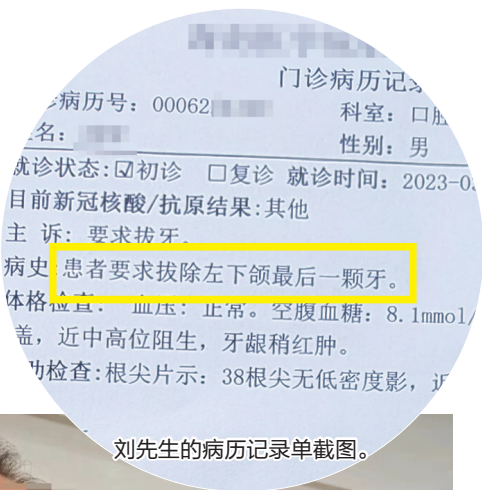 门诊病历记
病历号：00062
科室：口腔
名：
性别：男
就诊状态：☑初诊 □复诊 就诊时间：2023-0
目前新冠核酸/抗原结果：其他
主 诉：要求拔牙。
病史：患者要求拔除左下颌最后一颗牙。
体格检查： 血压：正常。空腹血糖：8.1mmol/
盖，近中高位阻生，牙龈稍红肿。
助检查：根尖片示：38根尖无低密度影，近
刘先生的病历记录单截图。